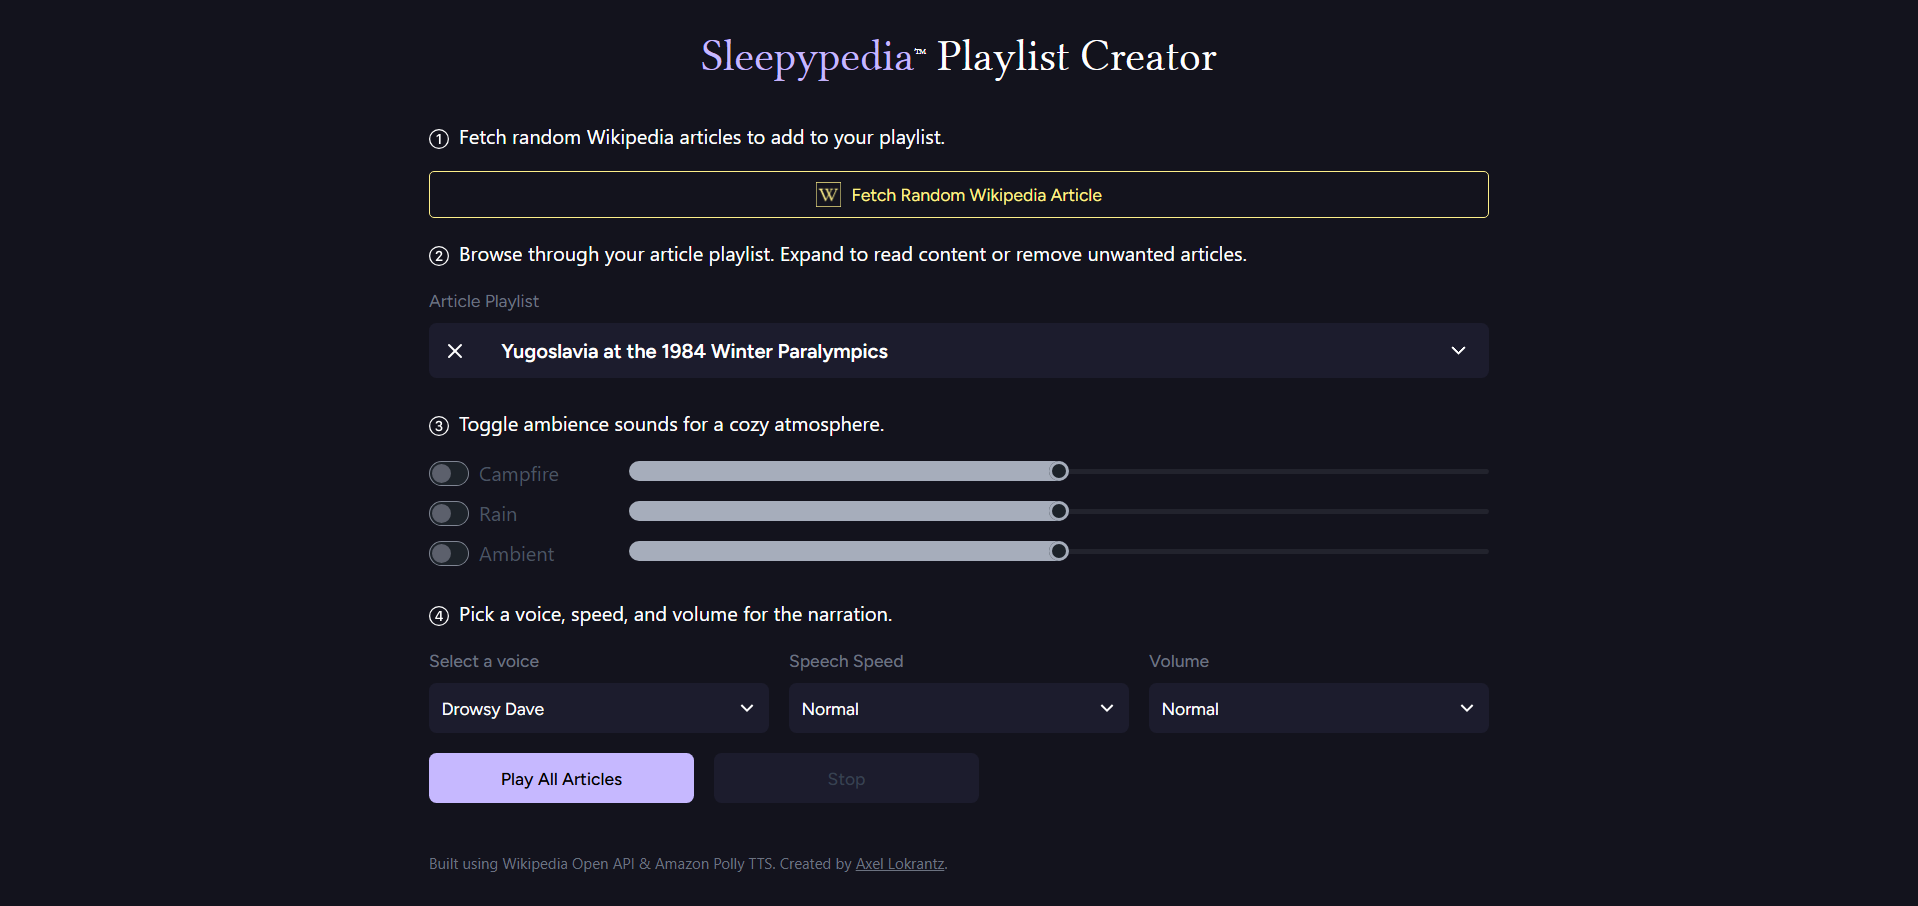 Sleepypedia™ Playlist Creator
① Fetch random Wikipedia articles to add to your playlist.
W Fetch Random Wikipedia Article
② Browse through your article playlist. Expand to read content or remove unwanted articles.
Article Playlist
Yugoslavia at the 1984 Winter Paralympics
③ Toggle ambience sounds for a cozy atmosphere.
Campfire
Rain
Ambient
④ Pick a voice, speed, and volume for the narration.
Select a voice Speech Speed Volume
Drowsy Dave Normal Normal
Play All Articles Stop
Built using Wikipedia Open API & Amazon Polly TTS. Created by Axel Lokrantz.